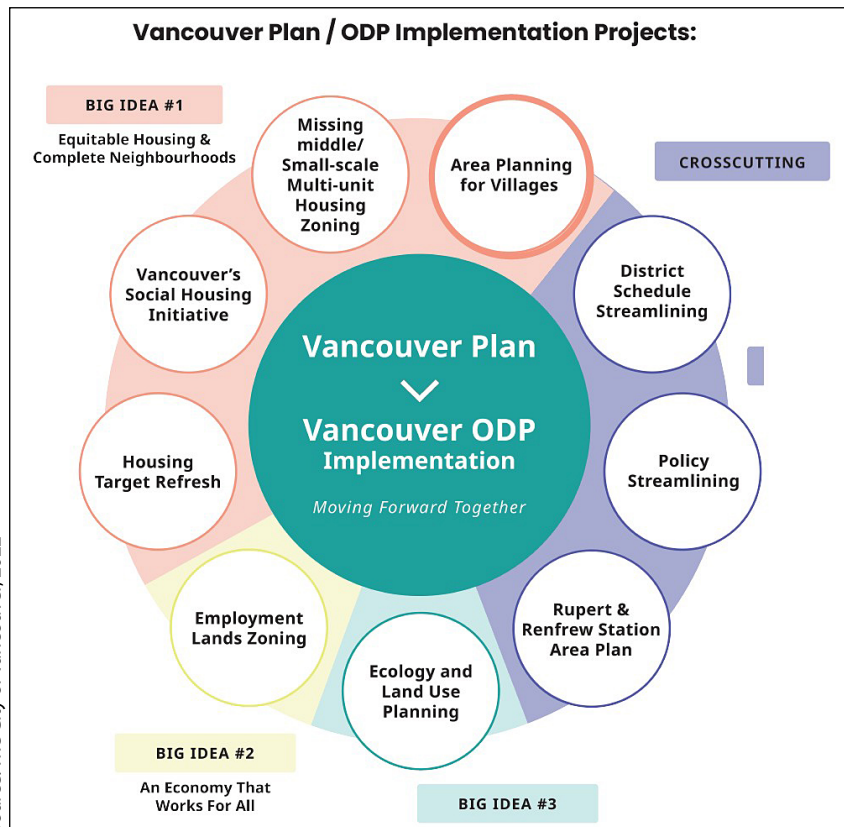 Vancouver Plan / ODP Implementation Projects:
BIG IDEA #1
Equitable Housing &
Complete Neighbourhoods
Missing
middle/
Small-scale
Multi-unit
Housing
Zoning
Area Planning
for Villages
CROSSCUTTING
Vancouver's
Social Housing
Initiative
District
Schedule
Streamlining
Vancouver Plan
Vancouver ODP
Implementation
Moving Forward Together
Housing
Target Refresh
Policy
Streamlining
Employment
Lands Zoning
Rupert &
Renfrew Station
Area Plan
Ecology and
Land Use
Planning
BIG IDEA #2
An Economy That
Works For All
BIG IDEA #3